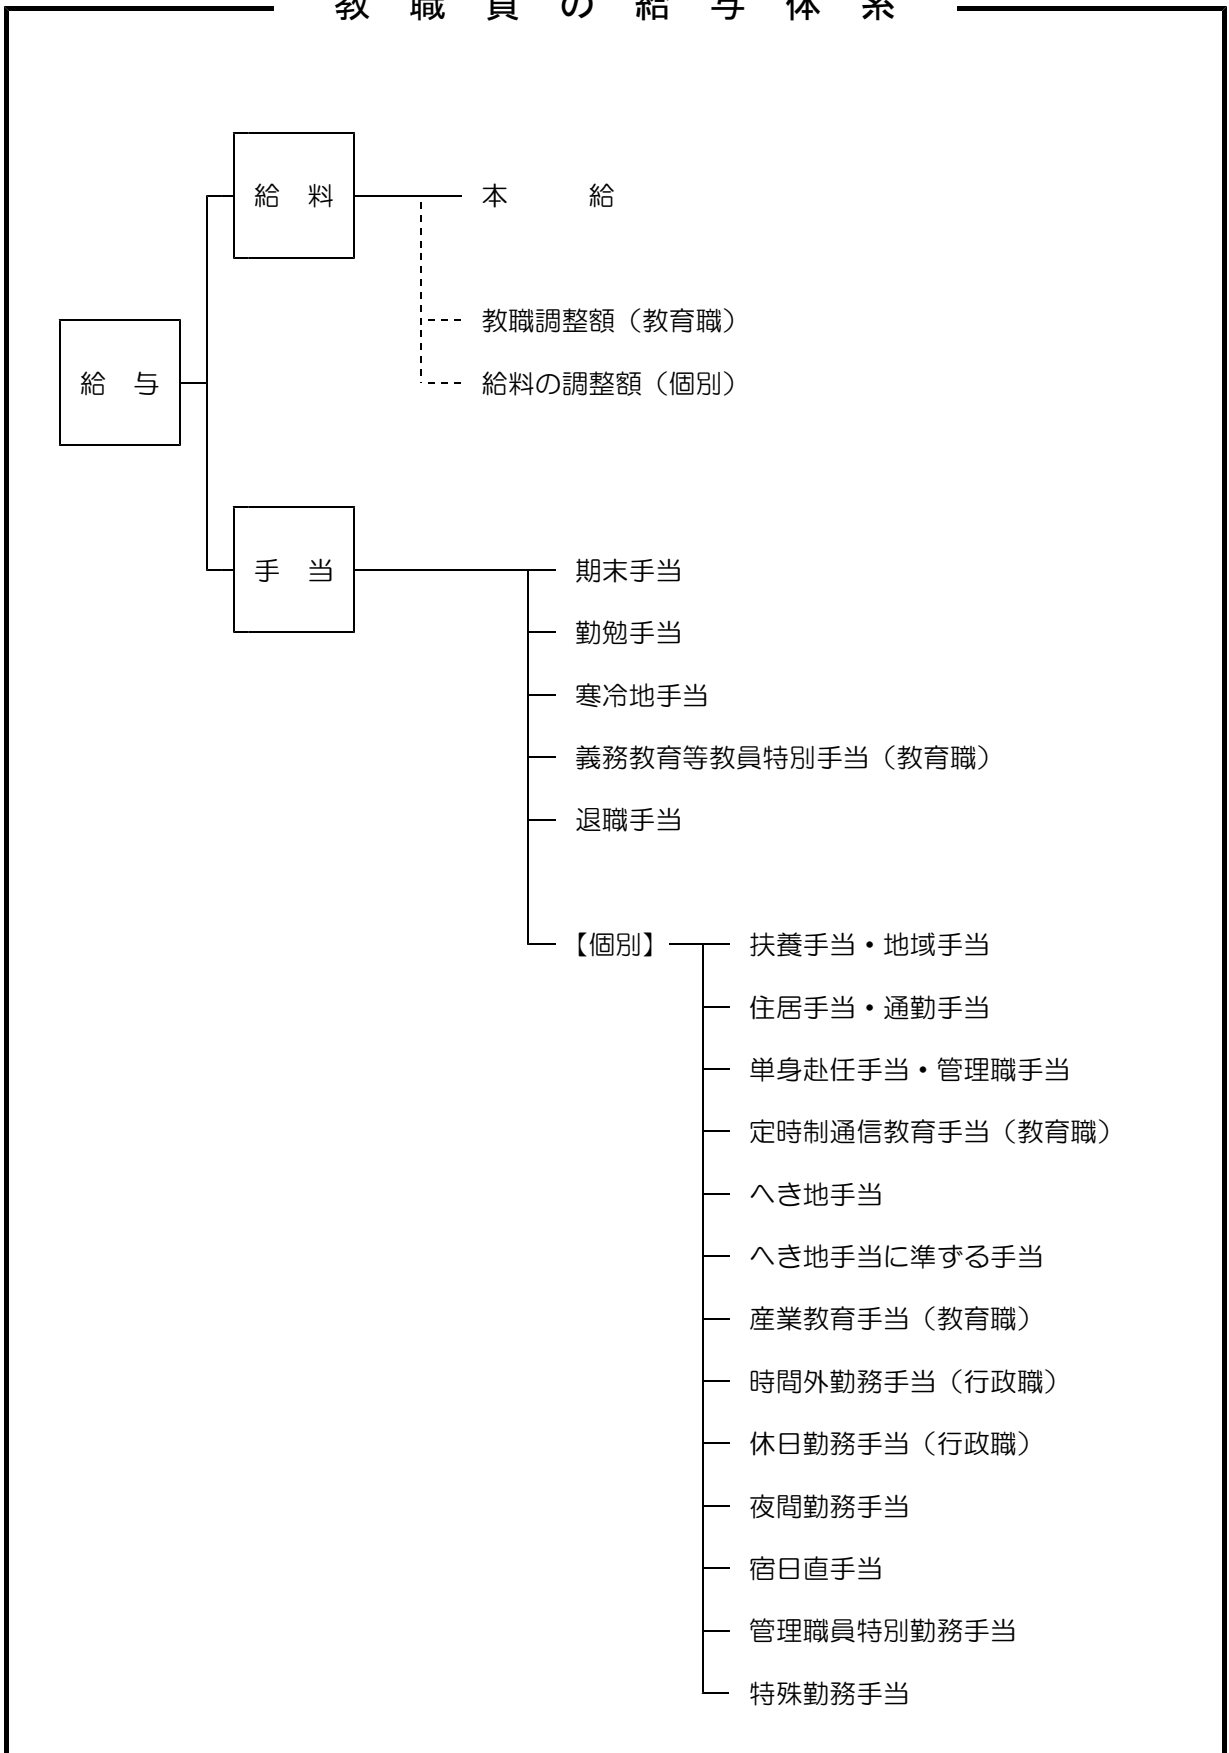 教職員の給与体系
給料
本給
教職調整額（教育職）
給与
給料の調整額（個別）
手当
期末手当
勤勉手当
寒冷地手当
義務教育等教員特別手当（教育職）
退職手当
【個別】
扶養手当・地域手当
住居手当・通勤手当
単身赴任手当・管理職手当
定時制通信教育手当（教育職）
へき地手当
へき地手当に準ずる手当
産業教育手当（教育職）
時間外勤務手当（行政職）
休日勤務手当（行政職）
夜間勤務手当
宿日直手当
管理職員特別勤務手当
特殊勤務手当